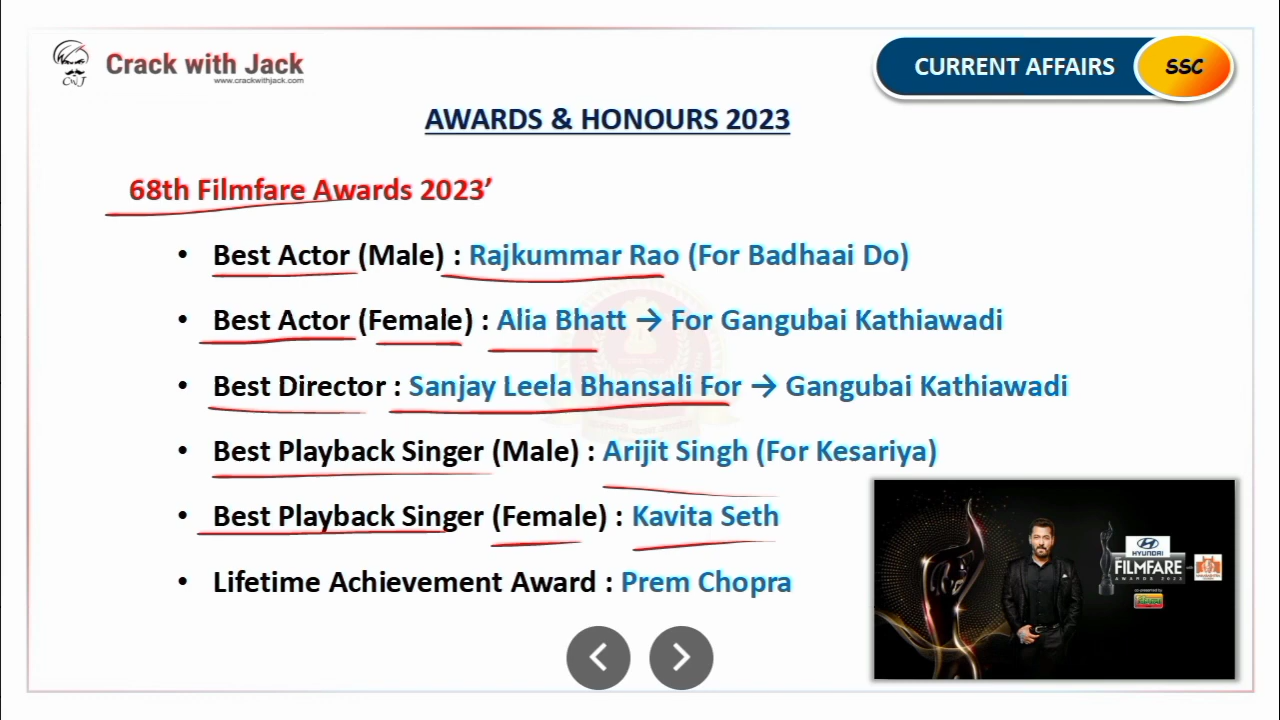 Crack with Jack
www.crackwithjack.com
CwJ
CURRENT AFFAIRS
SSC
AWARDS & HONOURS 2023
68th Filmfare Awards 2023’
• Best Actor (Male) : Rajkummar Rao (For Badhaai Do)
• Best Actor (Female) : Alia Bhatt → For Gangubai Kathiawadi
• Best Director : Sanjay Leela Bhansali For → Gangubai Kathiawadi
• Best Playback Singer (Male) : Arijit Singh (For Kesariya)
• Best Playback Singer (Female) : Kavita Seth
• Lifetime Achievement Award : Prem Chopra
HYUNDAI
FILMFARE
AWARDS 2023